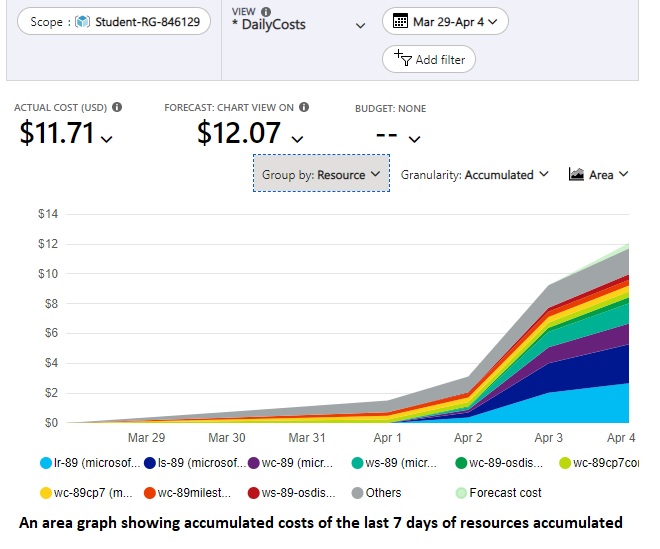 Scope : Student-RG-846129
VIEW
* DailyCosts
Mar 29-Apr 4
Add filter
ACTUAL COST (USD)
$11.71
FORECAST: CHART VIEW ON
$12.07
BUDGET: NONE
--
Group by: Resource
Granularity: Accumulated
Area
$14
$12
$10
$8
$6
$4
$2
$0
Mar 29 Mar 30 Mar 31 Apr 1 Apr 2 Apr 3 Apr 4
lr-89 (microsof... ls-89 (microsof... wc-89 (micr... ws-89 (micr... wc-89-osdis... wc-89cp7cor
wc-89cp7 (m... wc-89milest... ws-89-osdis... Others Forecast cost
An area graph showing accumulated costs of the last 7 days of resources accumulated